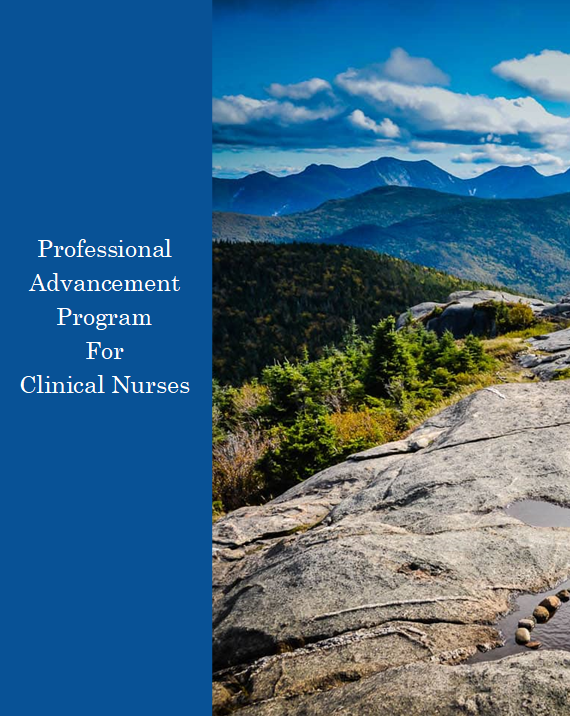 Professional
Advancement
Program
For
Clinical Nurses